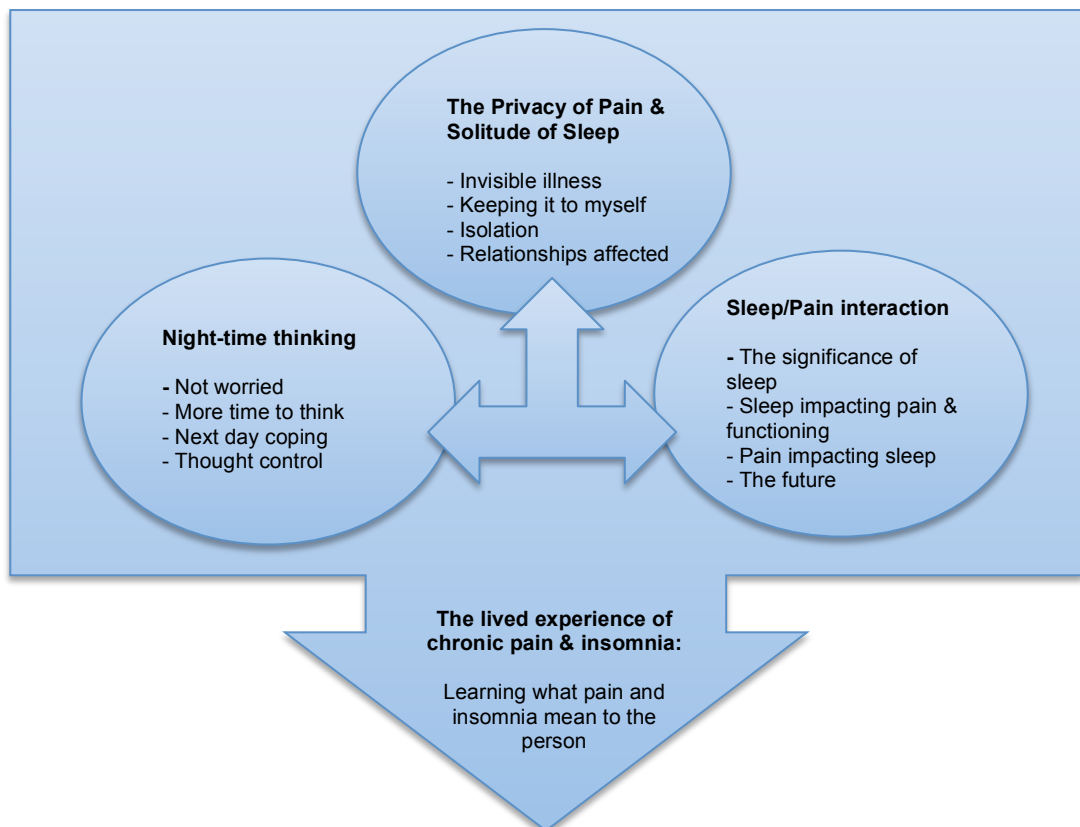 The Privacy of Pain &
Solitude of Sleep
- Invisible illness
- Keeping it to myself
- Isolation
- Relationships affected
Night-time thinking
- Not worried
- More time to think
- Next day coping
- Thought control
Sleep/Pain interaction
- The significance of
sleep
- Sleep impacting pain &
functioning
- Pain impacting sleep
- The future
The lived experience of
chronic pain & insomnia:
Learning what pain and
insomnia mean to the
person